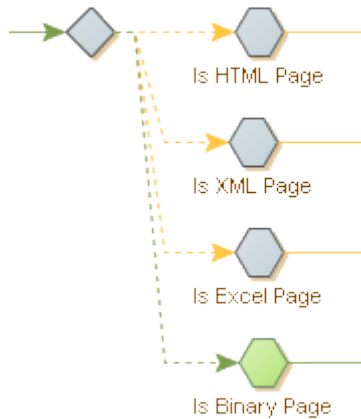 Is HTML Page
Is XML Page
Is Excel Page
Is Binary Page